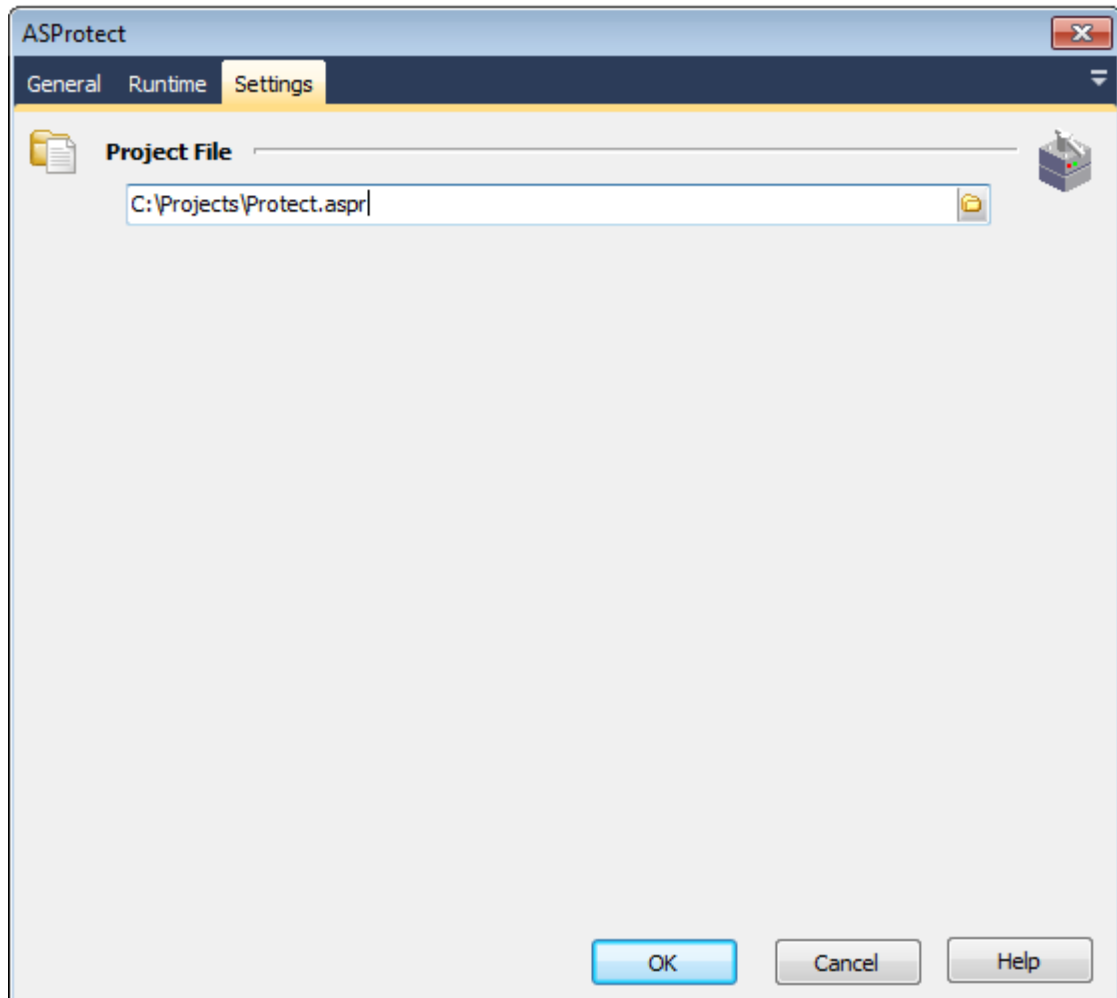 ASProtect
General Runtime Settings
Project File
C:\Projects\Protect.aspr
OK Cancel Help